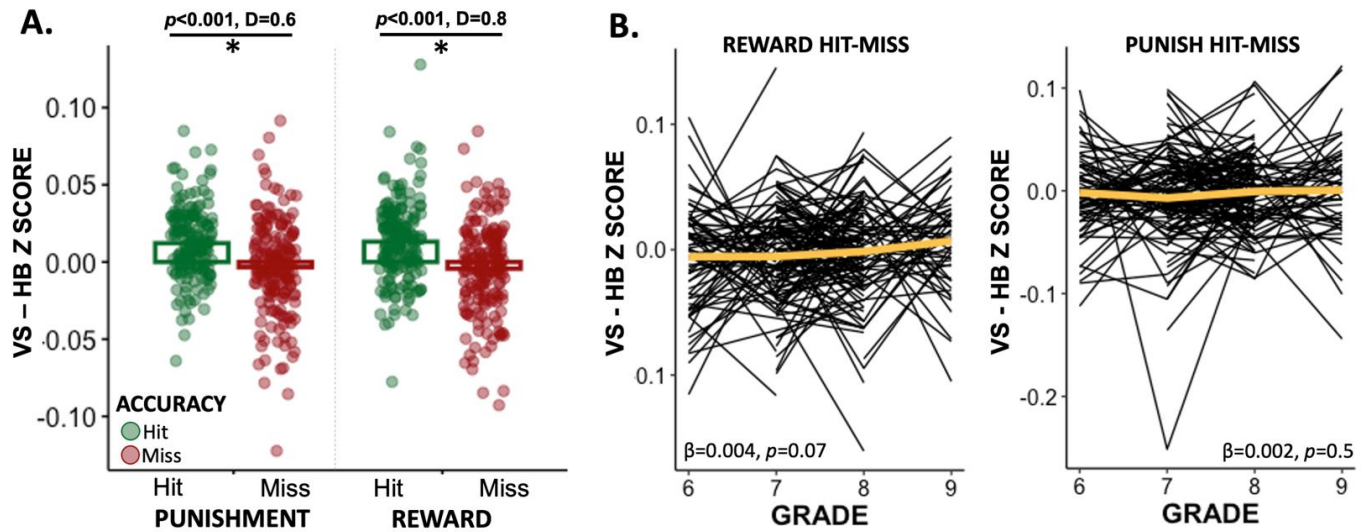 A.
p<0.001, D=0.6
p<0.001, D=0.8
*
*
VS – HB Z SCORE
0.10
0.05
0.00
-0.05
-0.10
ACCURACY
Hit
Miss
Hit
Miss
Hit
Miss
PUNISHMENT
REWARD
B.
REWARD HIT-MISS
VS - HB Z SCORE
0.1
0.0
0.1
β=0.004, p=0.07
6
7
8
9
GRADE
PUNISH HIT-MISS
VS - HB Z SCORE
0.1
0.0
-0.1
-0.2
β=0.002, p=0.5
6
7
8
9
GRADE